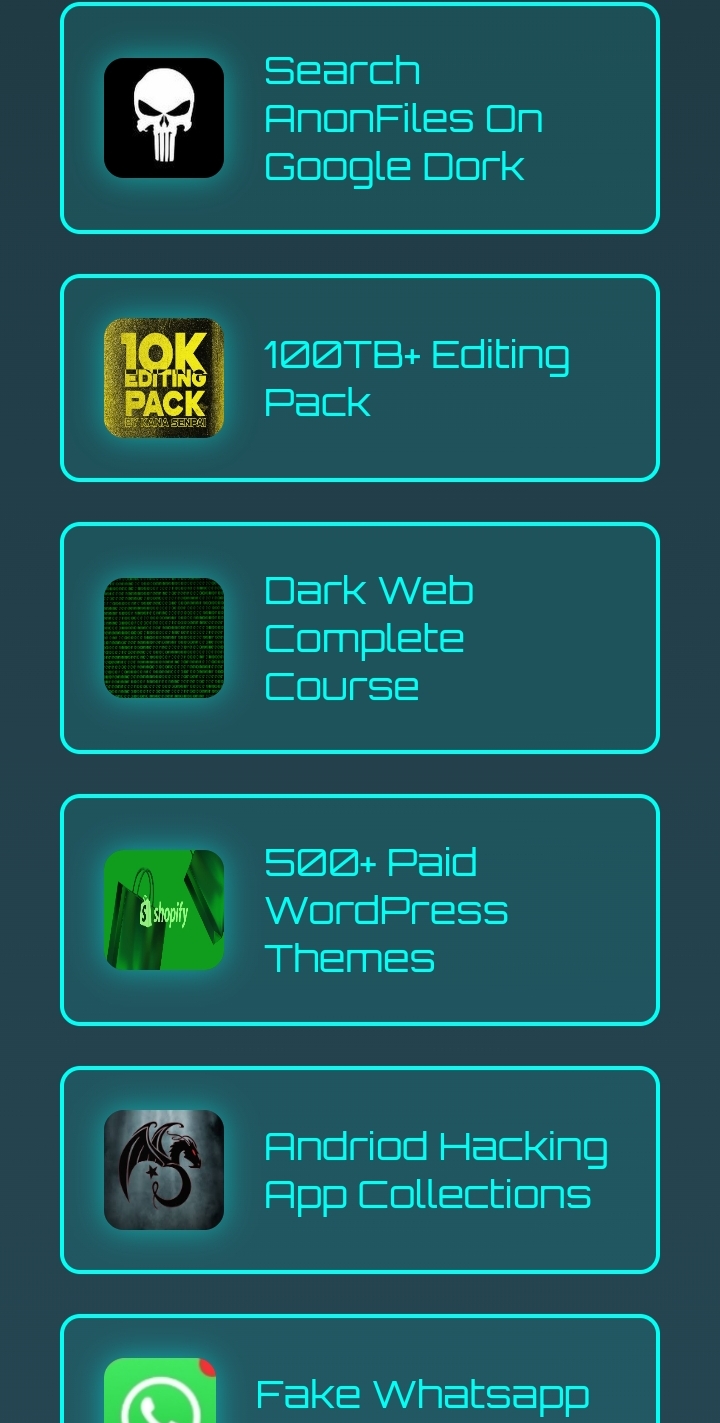 Search
AnonFiles On
Google Dork
10K
EDITING
PACK
BY KANA SENPAI
100TB+ Editing
Pack
Dark Web
Complete
Course
shopify
500+ Paid
WordPress
Themes
Andriod Hacking
App Collections
Fake Whatsapp